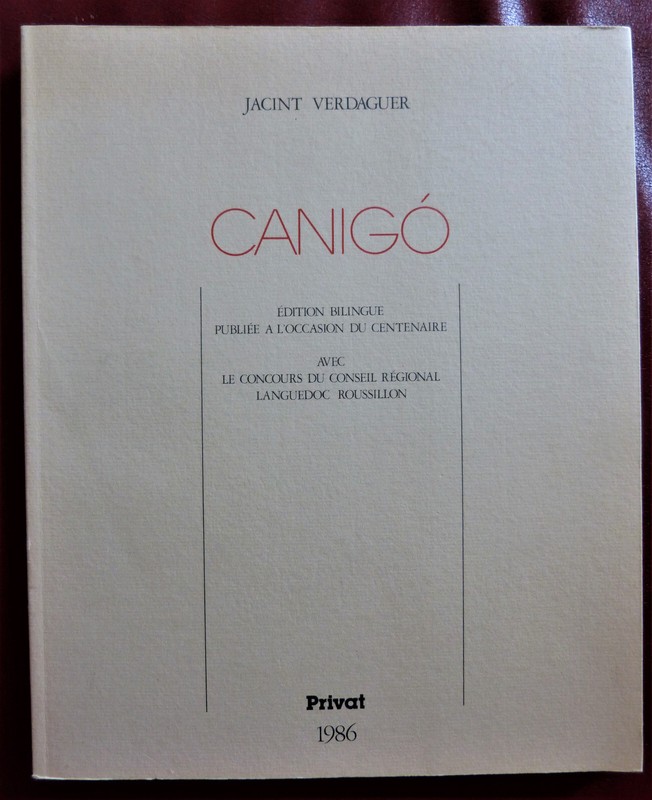 JACINT VERDAGUER
CANIGÓ
ÉDITION BILINGUE
PUBLIÉE A L'OCCASION DU CENTENAIRE
AVEC
LE CONCOURS DU CONSEIL RÉGIONAL
LANGUEDOC ROUSSILLON
Privat
1986